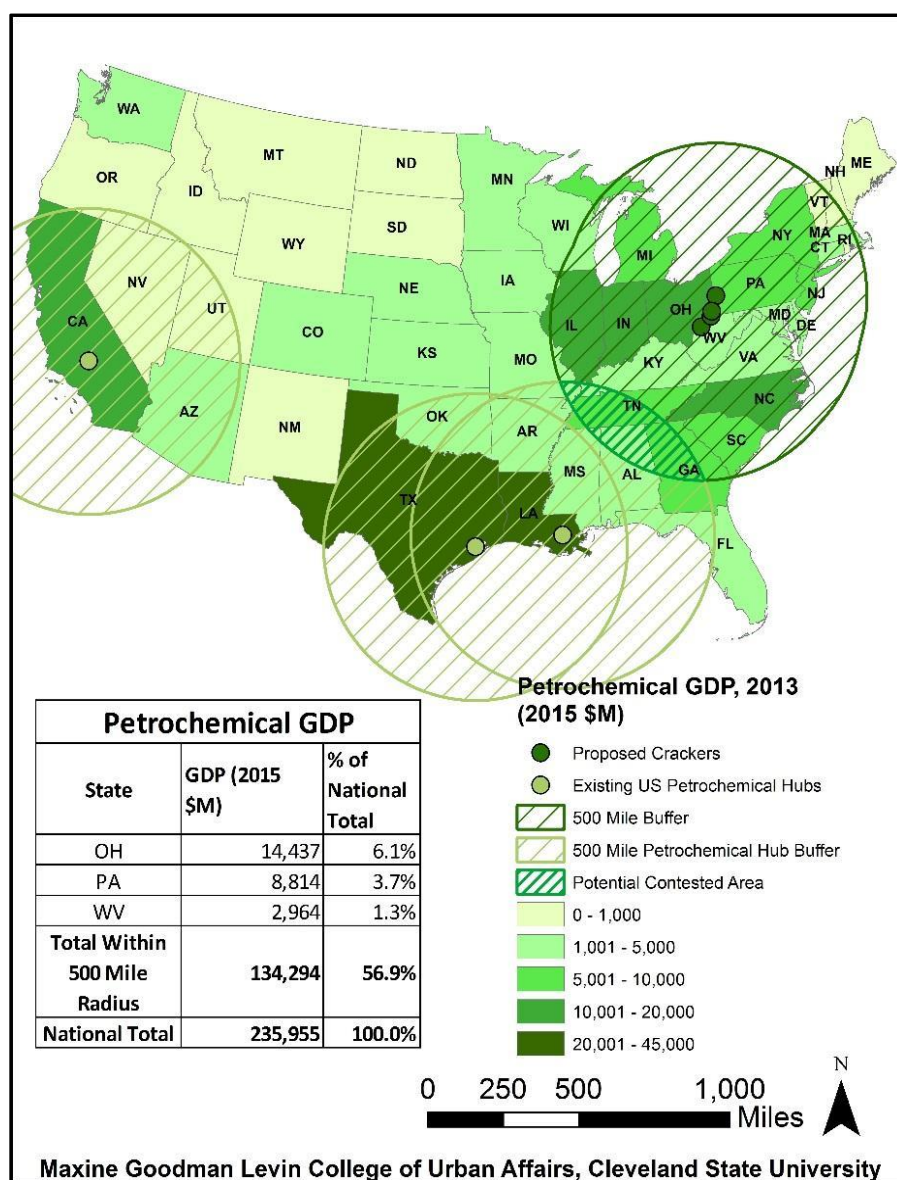 WA
MT
ND
MN
ME
NH
VT
OR
ID
WI
SD
NY
MA
RI
CT
WY
MI
IA
PA
NJ
NE
NV
OH
MD
DE
IL
IN
UT
WV
CA
CO
VA
KS
MO
KY
NC
TN
AZ
OK
NM
AR
SC
MS
AL
GA
TX
LA
FL
Petrochemical GDP, 2013
(2015 $M)
Proposed Crackers
Existing US Petrochemical Hubs
500 Mile Buffer
500 Mile Petrochemical Hub Buffer
Potential Contested Area
0 - 1,000
1,001 - 5,000
5,001 - 10,000
10,001 - 20,000
20,001 - 45,000
Petrochemical GDP
State GDP (2015 $M) % of National Total
OH 14,437 6.1%
PA 8,814 3.7%
WV 2,964 1.3%
Total Within 500 Mile Radius 134,294 56.9%
National Total 235,955 100.0%
N
0 250 500 1,000
Miles
Maxine Goodman Levin College of Urban Affairs, Cleveland State University